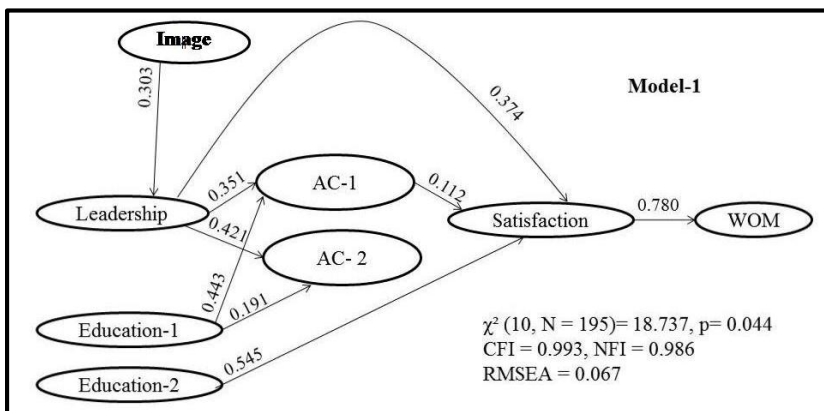 Image
Model-1
0.303
0.374
0.351
AC-1
0.112
Leadership
0.421
Satisfaction
0.780
WOM
AC- 2
0.443
0.191
Education-1
0.545
Education-2
χ² (10, N = 195)= 18.737, p= 0.044
CFI = 0.993, NFI = 0.986
RMSEA = 0.067